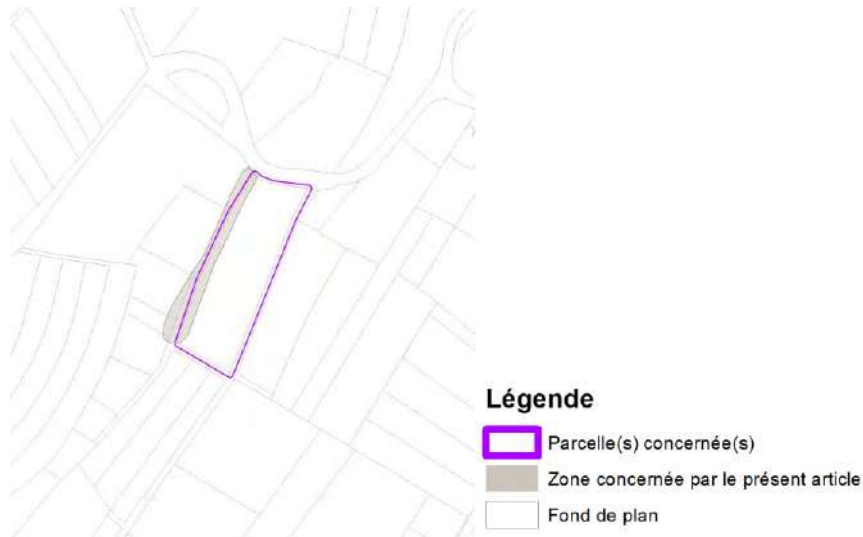 Légende
Parcelle(s) concernée(s)
Zone concernée par le présent article
Fond de plan